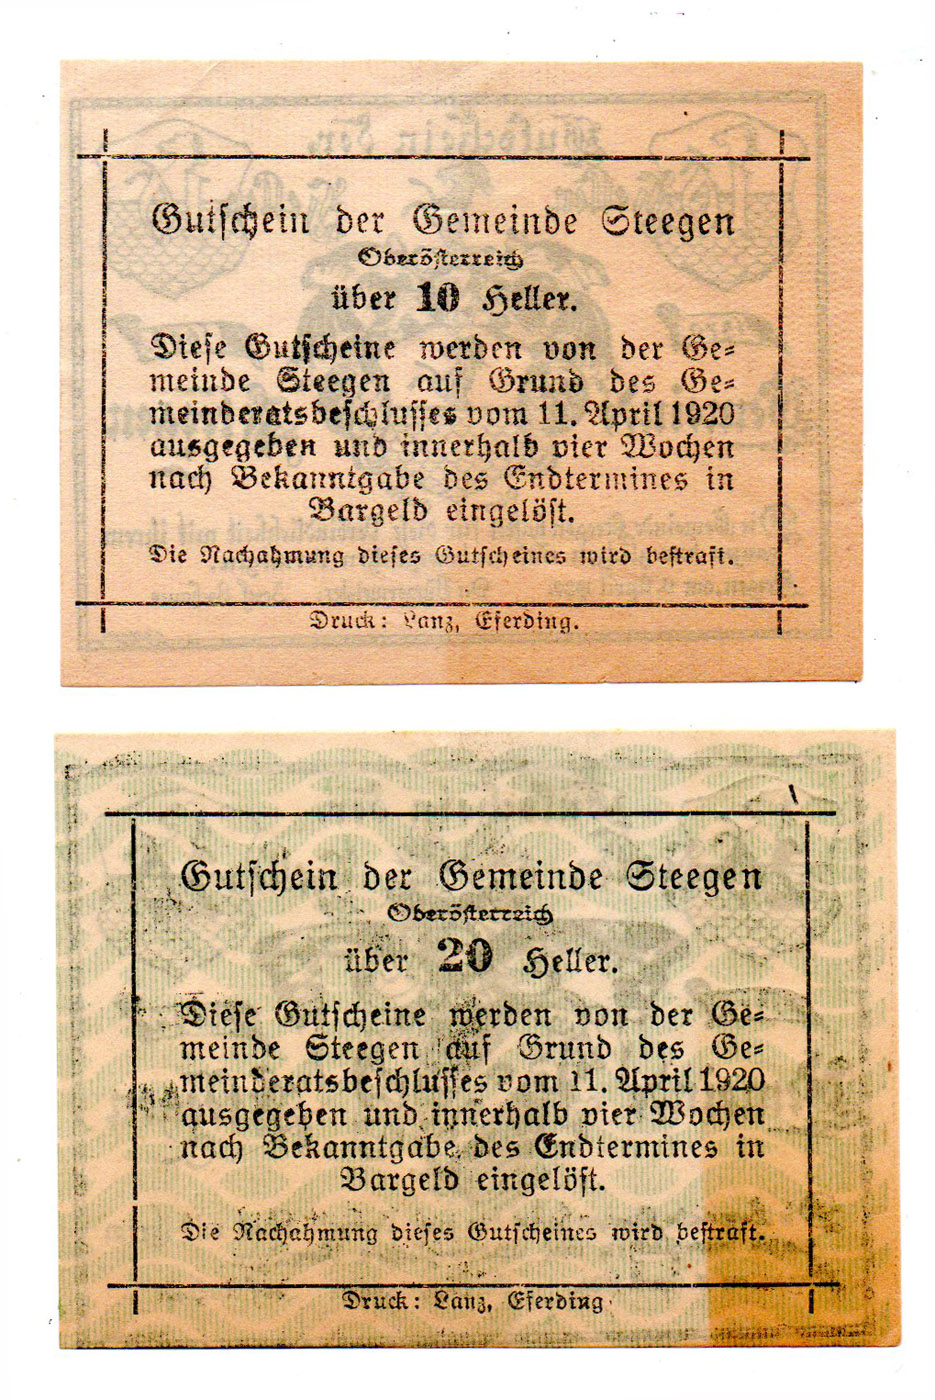 Gutschein der Gemeinde Steegen
Oberösterreich
über 10 Heller.
Diese Gutscheine werden von der Ge-
meinde Steegen auf Grund des Ge-
meinderatsbeschlusses vom 11. April 1920
ausgegeben und innerhalb vier Wochen
nach Bekanntgabe des Endtermines in
Bargeld eingelöst.
Die Nachahmung dieses Gutscheines wird bestraft.
Druck: Lanz, Eferding.
Gutschein der Gemeinde Steegen
Oberösterreich
über 20 Heller.
Diese Gutscheine werden von der Ge-
meinde Steegen auf Grund des Ge-
meinderatsbeschlusses vom 11. April 1920
ausgegeben und innerhalb vier Wochen
nach Bekanntgabe des Endtermines in
Bargeld eingelöst.
Die Nachahmung dieses Gutscheines wird bestraft.
Druck: Lanz, Eferding.